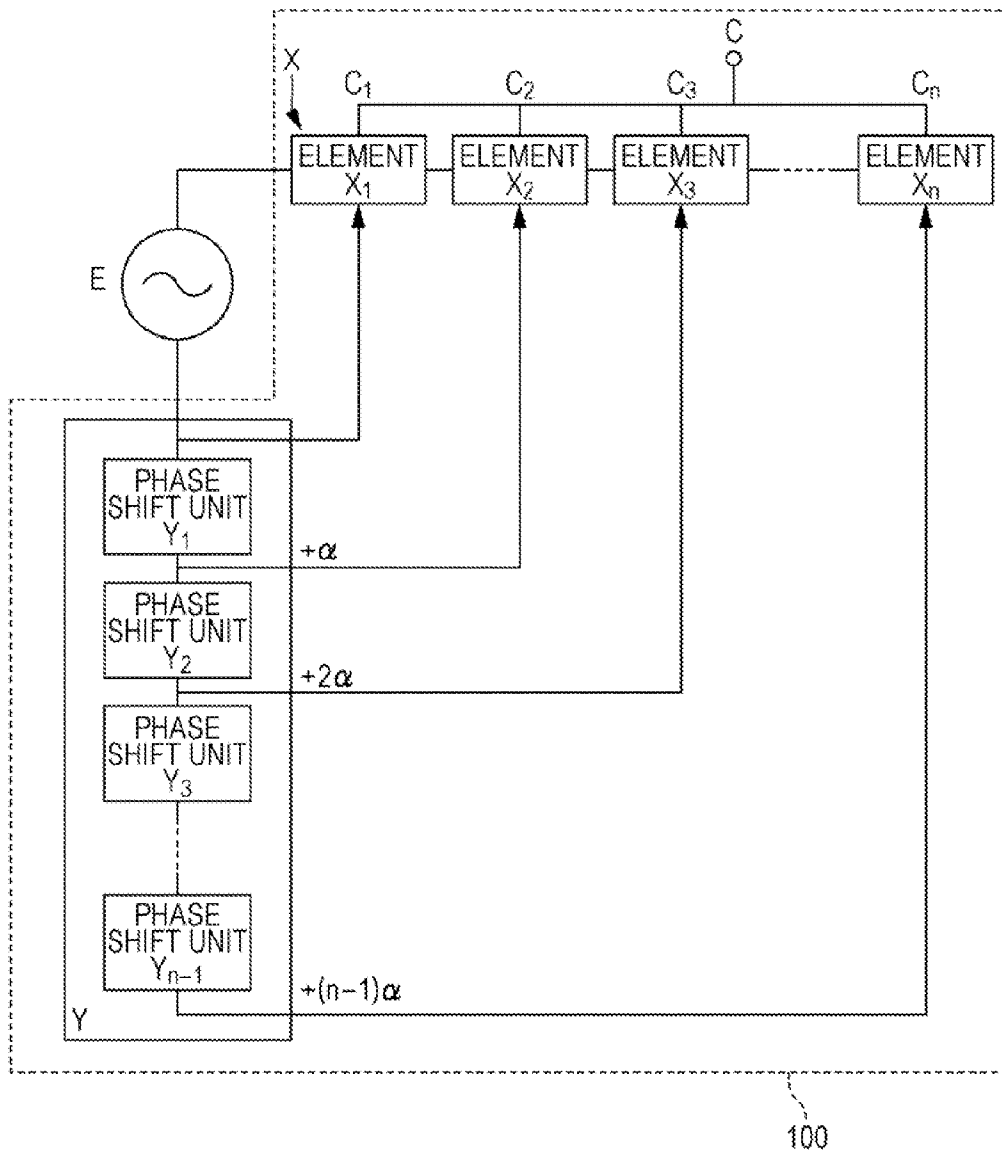 C
X
C₁ C₂ C₃ Cₙ
ELEMENT
X₁
ELEMENT
X₂
ELEMENT
X₃
ELEMENT
Xₙ
E
PHASE
SHIFT UNIT
Y₁
+α
PHASE
SHIFT UNIT
Y₂
+2α
PHASE
SHIFT UNIT
Y₃
PHASE
SHIFT UNIT
Yₙ₋₁
+(n−1)α
Y
100